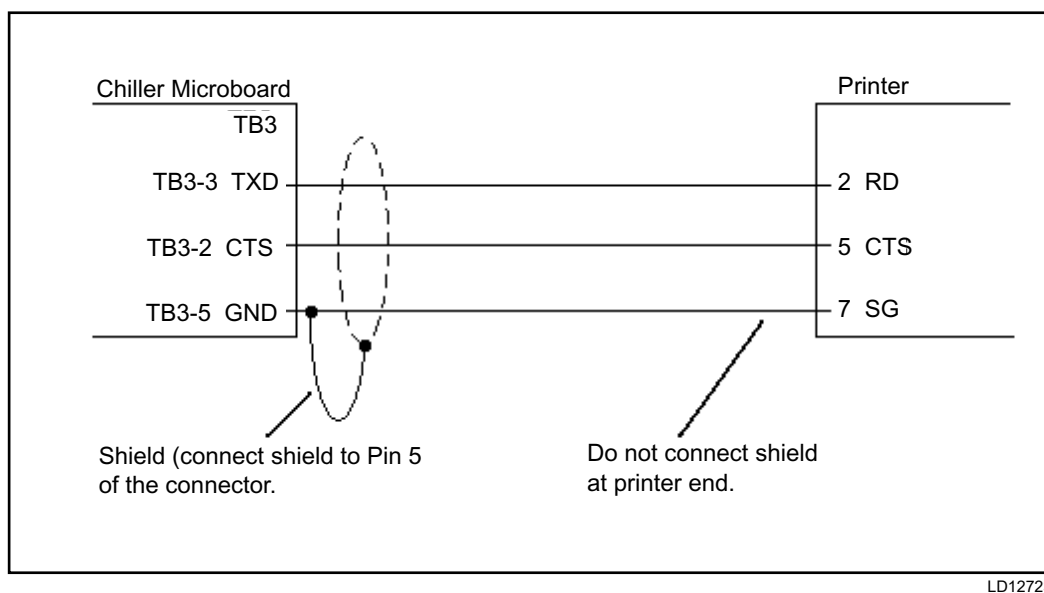 Chiller Microboard
Printer
TB3
TB3-3 TXD
2 RD
TB3-2 CTS
5 CTS
TB3-5 GND
7 SG
Shield (connect shield to Pin 5
of the connector.
Do not connect shield
at printer end.
LD1272